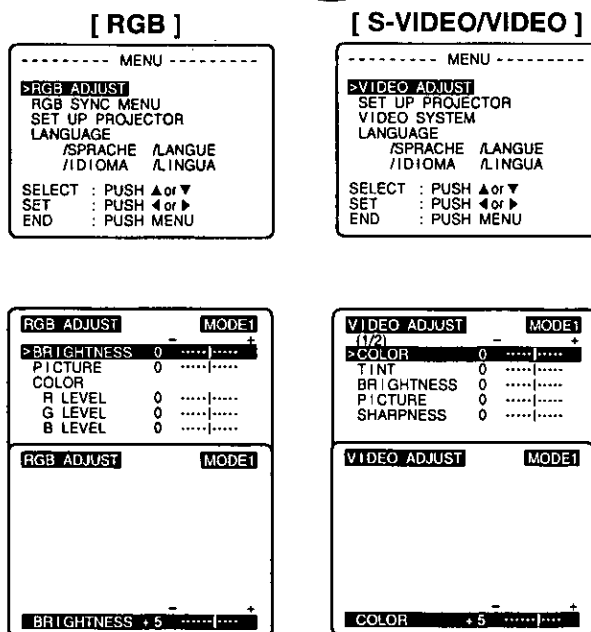 [ RGB ]
--------- MENU ---------
>RGB ADJUST
RGB SYNC MENU
SET UP PROJECTOR
LANGUAGE
/SPRACHE /LANGUE
/IDIOMA /LINGUA
SELECT : PUSH ▲ or ▼
SET : PUSH ◀ or ▶
END : PUSH MENU
[ S-VIDEO/VIDEO ]
--------- MENU ---------
>VIDEO ADJUST
SET UP PROJECTOR
VIDEO SYSTEM
LANGUAGE
/SPRACHE /LANGUE
/IDIOMA /LINGUA
SELECT : PUSH ▲ or ▼
SET : PUSH ◀ or ▶
END : PUSH MENU
RGB ADJUST MODE1
- +
>BRIGHTNESS 0 -----|-----
PICTURE 0 -----|-----
COLOR
R LEVEL 0 -----|-----
G LEVEL 0 -----|-----
B LEVEL 0 -----|-----
RGB ADJUST MODE1
- +
BRIGHTNESS +5 ------|----
VIDEO ADJUST MODE1
(1/2) - +
>COLOR 0 -----|-----
TINT 0 -----|-----
BRIGHTNESS 0 -----|-----
PICTURE 0 -----|-----
SHARPNESS 0 -----|-----
VIDEO ADJUST MODE1
- +
COLOR +5 ------|----